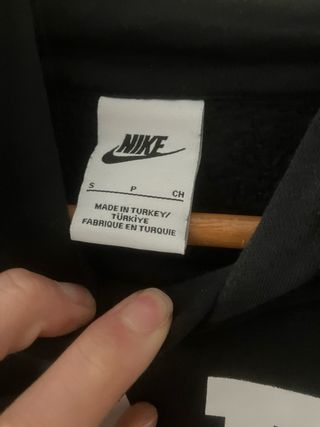 NIKE
S P CH
MADE IN TURKEY/
TÜRKİYE
FABRIQUE EN TURQUIE